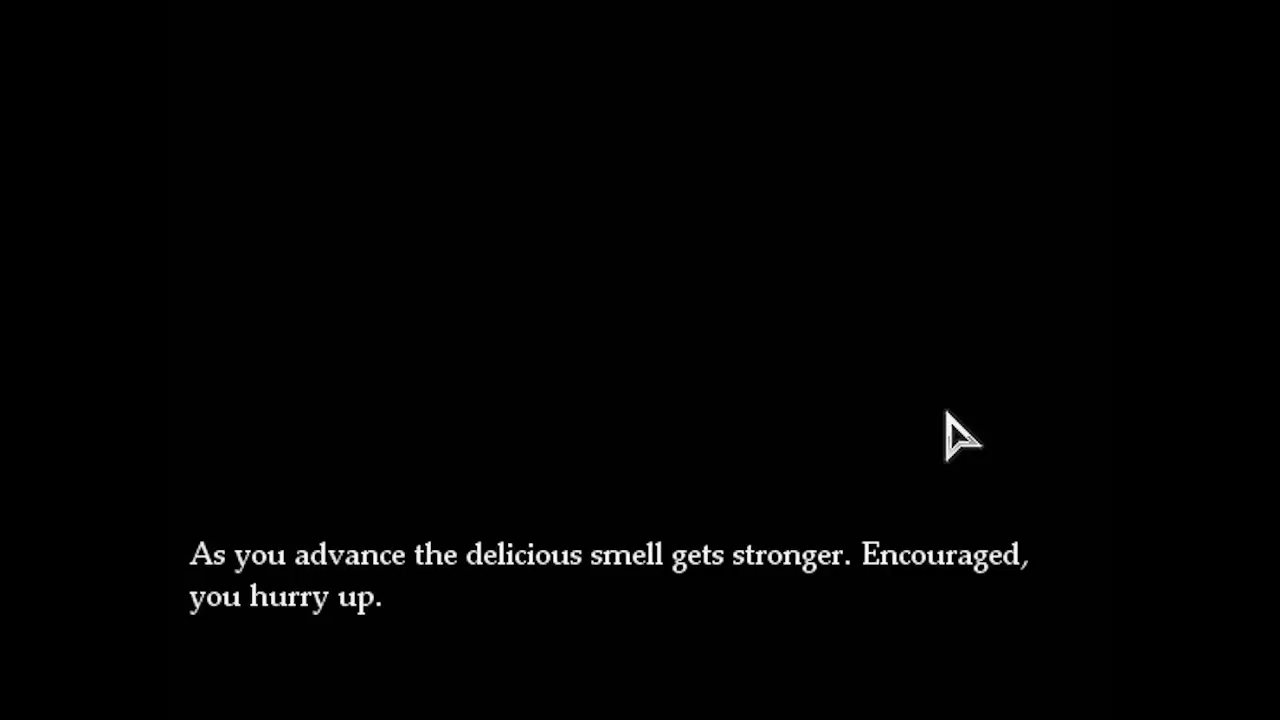 As you advance the delicious smell gets stronger. Encouraged,
you hurry up.